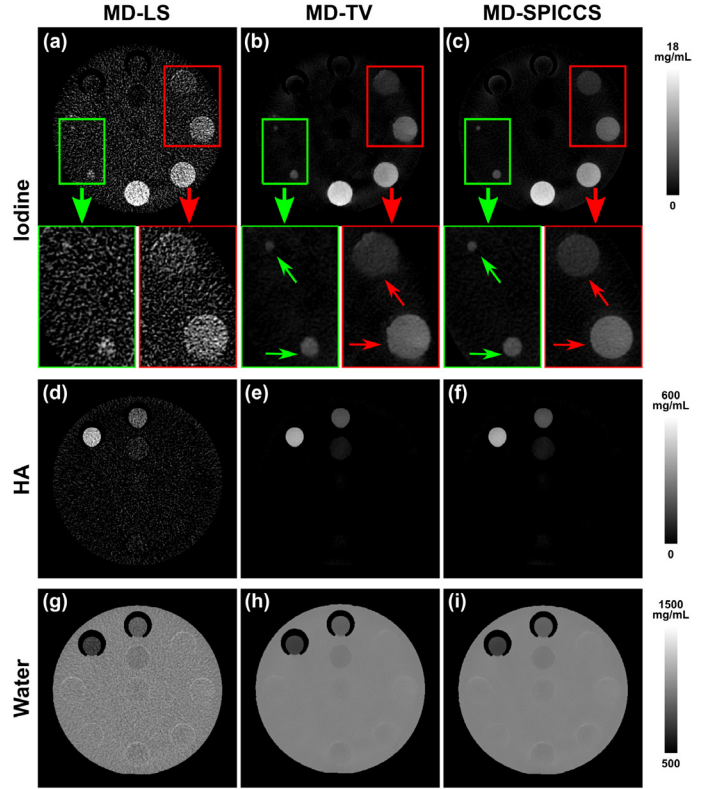 MD-LS MD-TV MD-SPICCS
(a) (b) (c)
18
mg/mL
0
Iodine
(d) (e) (f)
600
mg/mL
0
HA
(g) (h) (i)
1500
mg/mL
500
Water